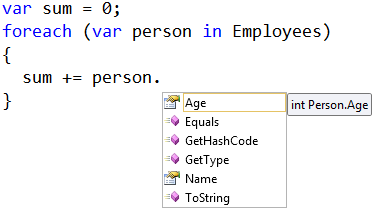 var sum = 0;
foreach (var person in Employees)
{
  sum += person.
}
Age
int Person.Age
Equals
GetHashCode
GetType
Name
ToString